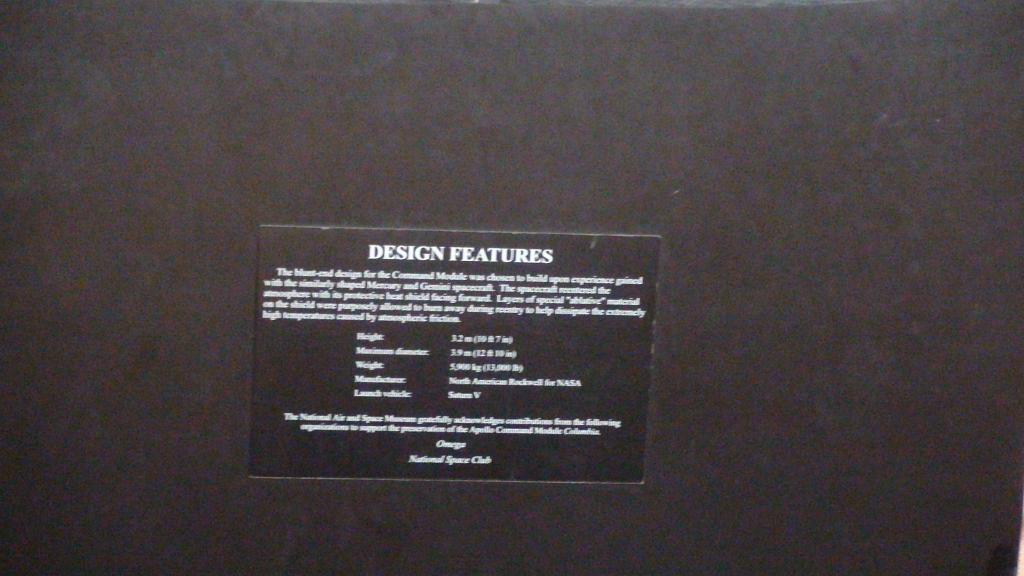 DESIGN FEATURES
The blunt-end design for the Command Module was chosen to build upon experience gained
with the similarly shaped Mercury and Gemini spacecraft. The spacecraft reentered the
atmosphere with its protective heat shield facing forward. Layers of special "ablative" material
on the shield were purposely allowed to burn away during reentry to help dissipate the extremely
high temperatures caused by atmospheric friction.
Height: 3.2 m (10 ft 7 in)
Maximum diameter: 3.9 m (12 ft 10 in)
Weight: 5,900 kg (13,000 lb)
Manufacturer: North American Rockwell for NASA
Launch vehicle: Saturn V
The National Air and Space Museum gratefully acknowledges contributions from the following
organizations to support the preservation of the Apollo Command Module Columbia.
Omega
National Space Club